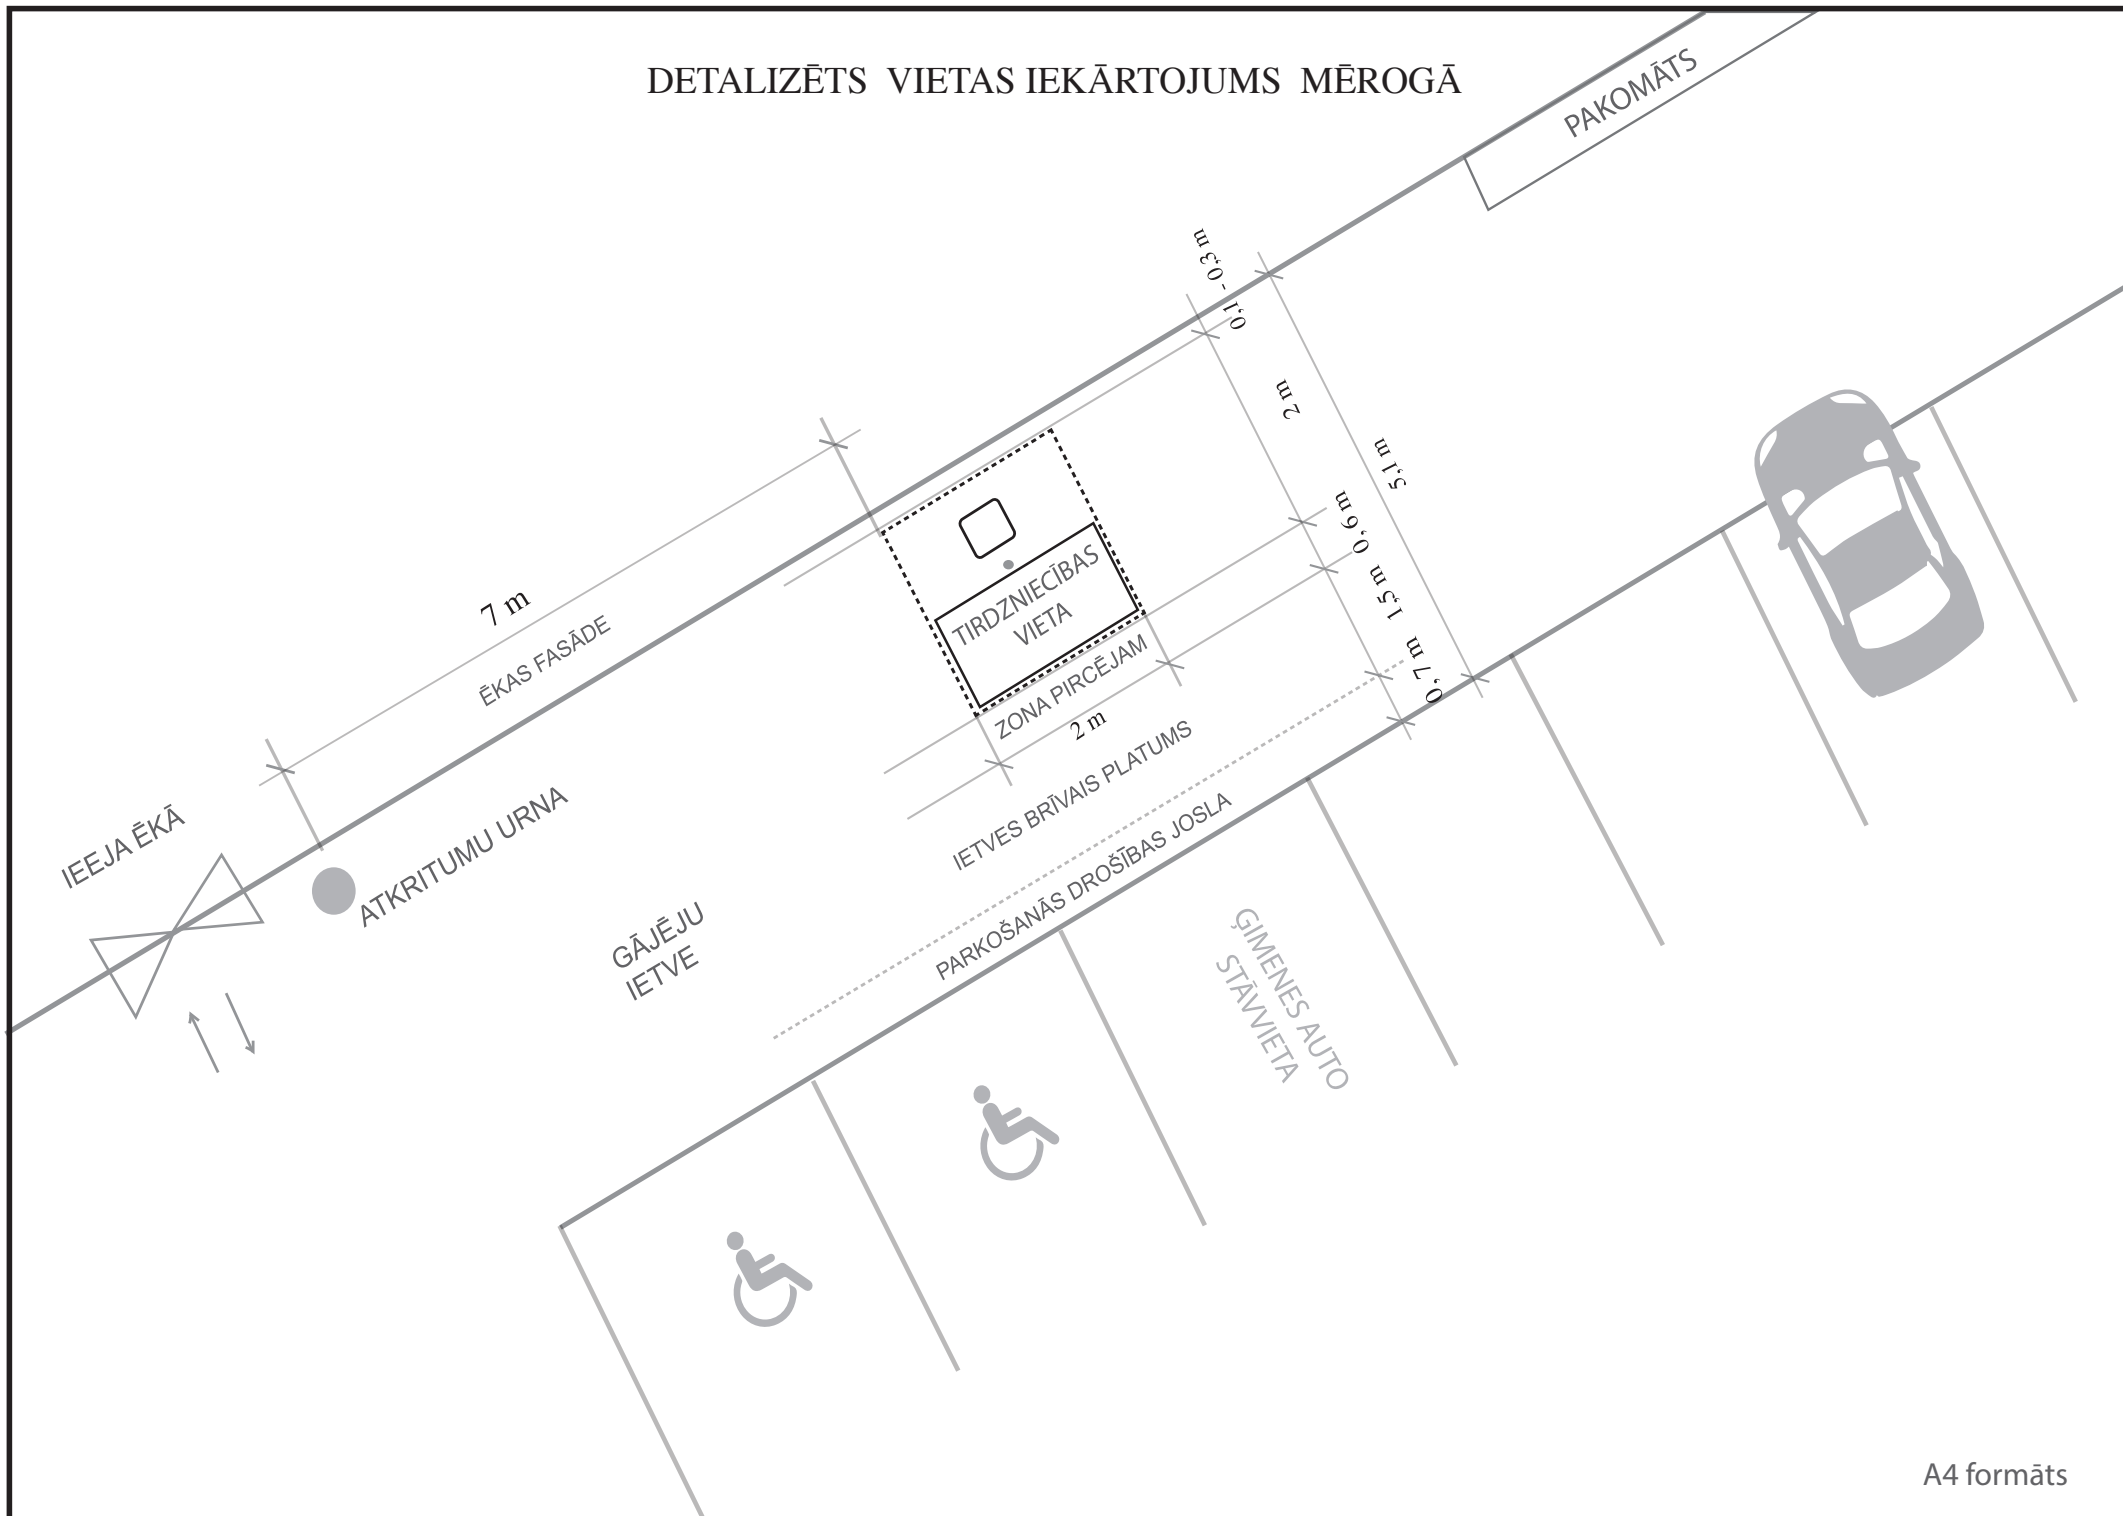 DETALIZĒTS VIETAS IEKĀRTOJUMS MĒROGĀ
PAKOMĀTS
0,1 - 0,3 m
2 m
5,1 m
0,6 m
1,5 m
0,7 m
7 m
ĒKAS FASĀDE
TIRDZNIECĪBAS
VIETA
ZONA PIRCĒJAM
2 m
IETVES BRĪVAIS PLATUMS
PARKOŠANĀS DROŠĪBAS JOSLA
IEEJA ĒKĀ
ATKRITUMU URNA
GĀJĒJU
IETVE
ĢIMENES AUTO
STĀVVIETA
A4 formāts